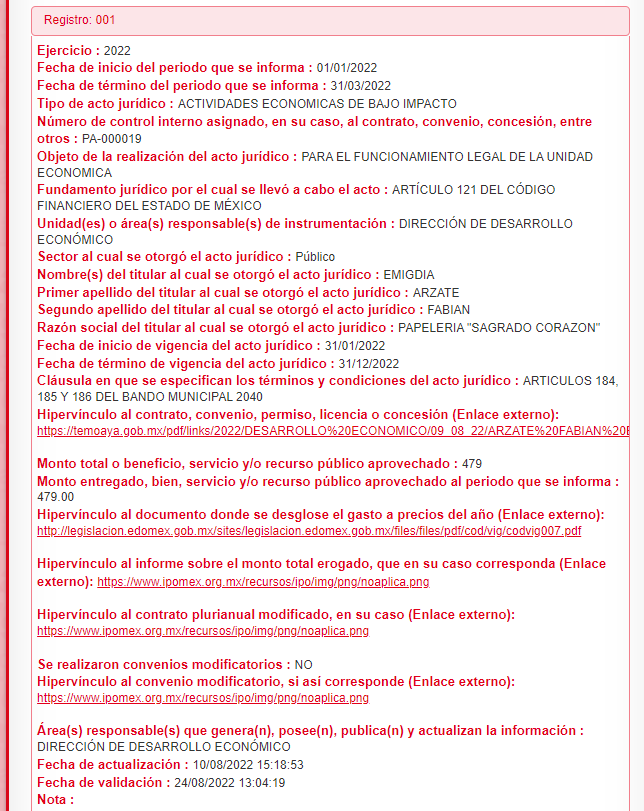 Registro: 001
Ejercicio : 2022
Fecha de inicio del periodo que se informa : 01/01/2022
Fecha de término del periodo que se informa : 31/03/2022
Tipo de acto jurídico : ACTIVIDADES ECONOMICAS DE BAJO IMPACTO
Número de control interno asignado, en su caso, al contrato, convenio, concesión, entre
otros : PA-000019
Objeto de la realización del acto jurídico : PARA EL FUNCIONAMIENTO LEGAL DE LA UNIDAD
ECONOMICA
Fundamento jurídico por el cual se llevó a cabo el acto : ARTÍCULO 121 DEL CÓDIGO
FINANCIERO DEL ESTADO DE MÉXICO
Unidad(es) o área(s) responsable(s) de instrumentación : DIRECCIÓN DE DESARROLLO
ECONÓMICO
Sector al cual se otorgó el acto jurídico : Público
Nombre(s) del titular al cual se otorgó el acto jurídico : EMIGDIA
Primer apellido del titular al cual se otorgó el acto jurídico : ARZATE
Segundo apellido del titular al cual se otorgó el acto jurídico : FABIAN
Razón social del titular al cual se otorgó el acto jurídico : PAPELERIA "SAGRADO CORAZON"
Fecha de inicio de vigencia del acto jurídico : 31/01/2022
Fecha de término de vigencia del acto jurídico : 31/12/2022
Cláusula en que se especifican los términos y condiciones del acto jurídico : ARTICULOS 184,
185 Y 186 DEL BANDO MUNICIPAL 2040
Hipervínculo al contrato, convenio, permiso, licencia o concesión (Enlace externo):
https://temoaya.gob.mx/pdf/links/2022/DESARROLLO%20ECONOMICO/09_08_22/ARZATE%20FABIAN%20E
Monto total o beneficio, servicio y/o recurso público aprovechado : 479
Monto entregado, bien, servicio y/o recurso público aprovechado al periodo que se informa :
479.00
Hipervínculo al documento donde se desglose el gasto a precios del año (Enlace externo):
http://legislacion.edomex.gob.mx/sites/legislacion.edomex.gob.mx/files/files/pdf/cod/vig/codvig007.pdf
Hipervínculo al informe sobre el monto total erogado, que en su caso corresponda (Enlace
externo): https://www.ipomex.org.mx/recursos/ipo/img/png/noaplica.png
Hipervínculo al contrato plurianual modificado, en su caso (Enlace externo):
https://www.ipomex.org.mx/recursos/ipo/img/png/noaplica.png
Se realizaron convenios modificatorios : NO
Hipervínculo al convenio modificatorio, si así corresponde (Enlace externo):
https://www.ipomex.org.mx/recursos/ipo/img/png/noaplica.png
Área(s) responsable(s) que genera(n), posee(n), publica(n) y actualizan la información :
DIRECCIÓN DE DESARROLLO ECONÓMICO
Fecha de actualización : 10/08/2022 15:18:53
Fecha de validación : 24/08/2022 13:04:19
Nota :